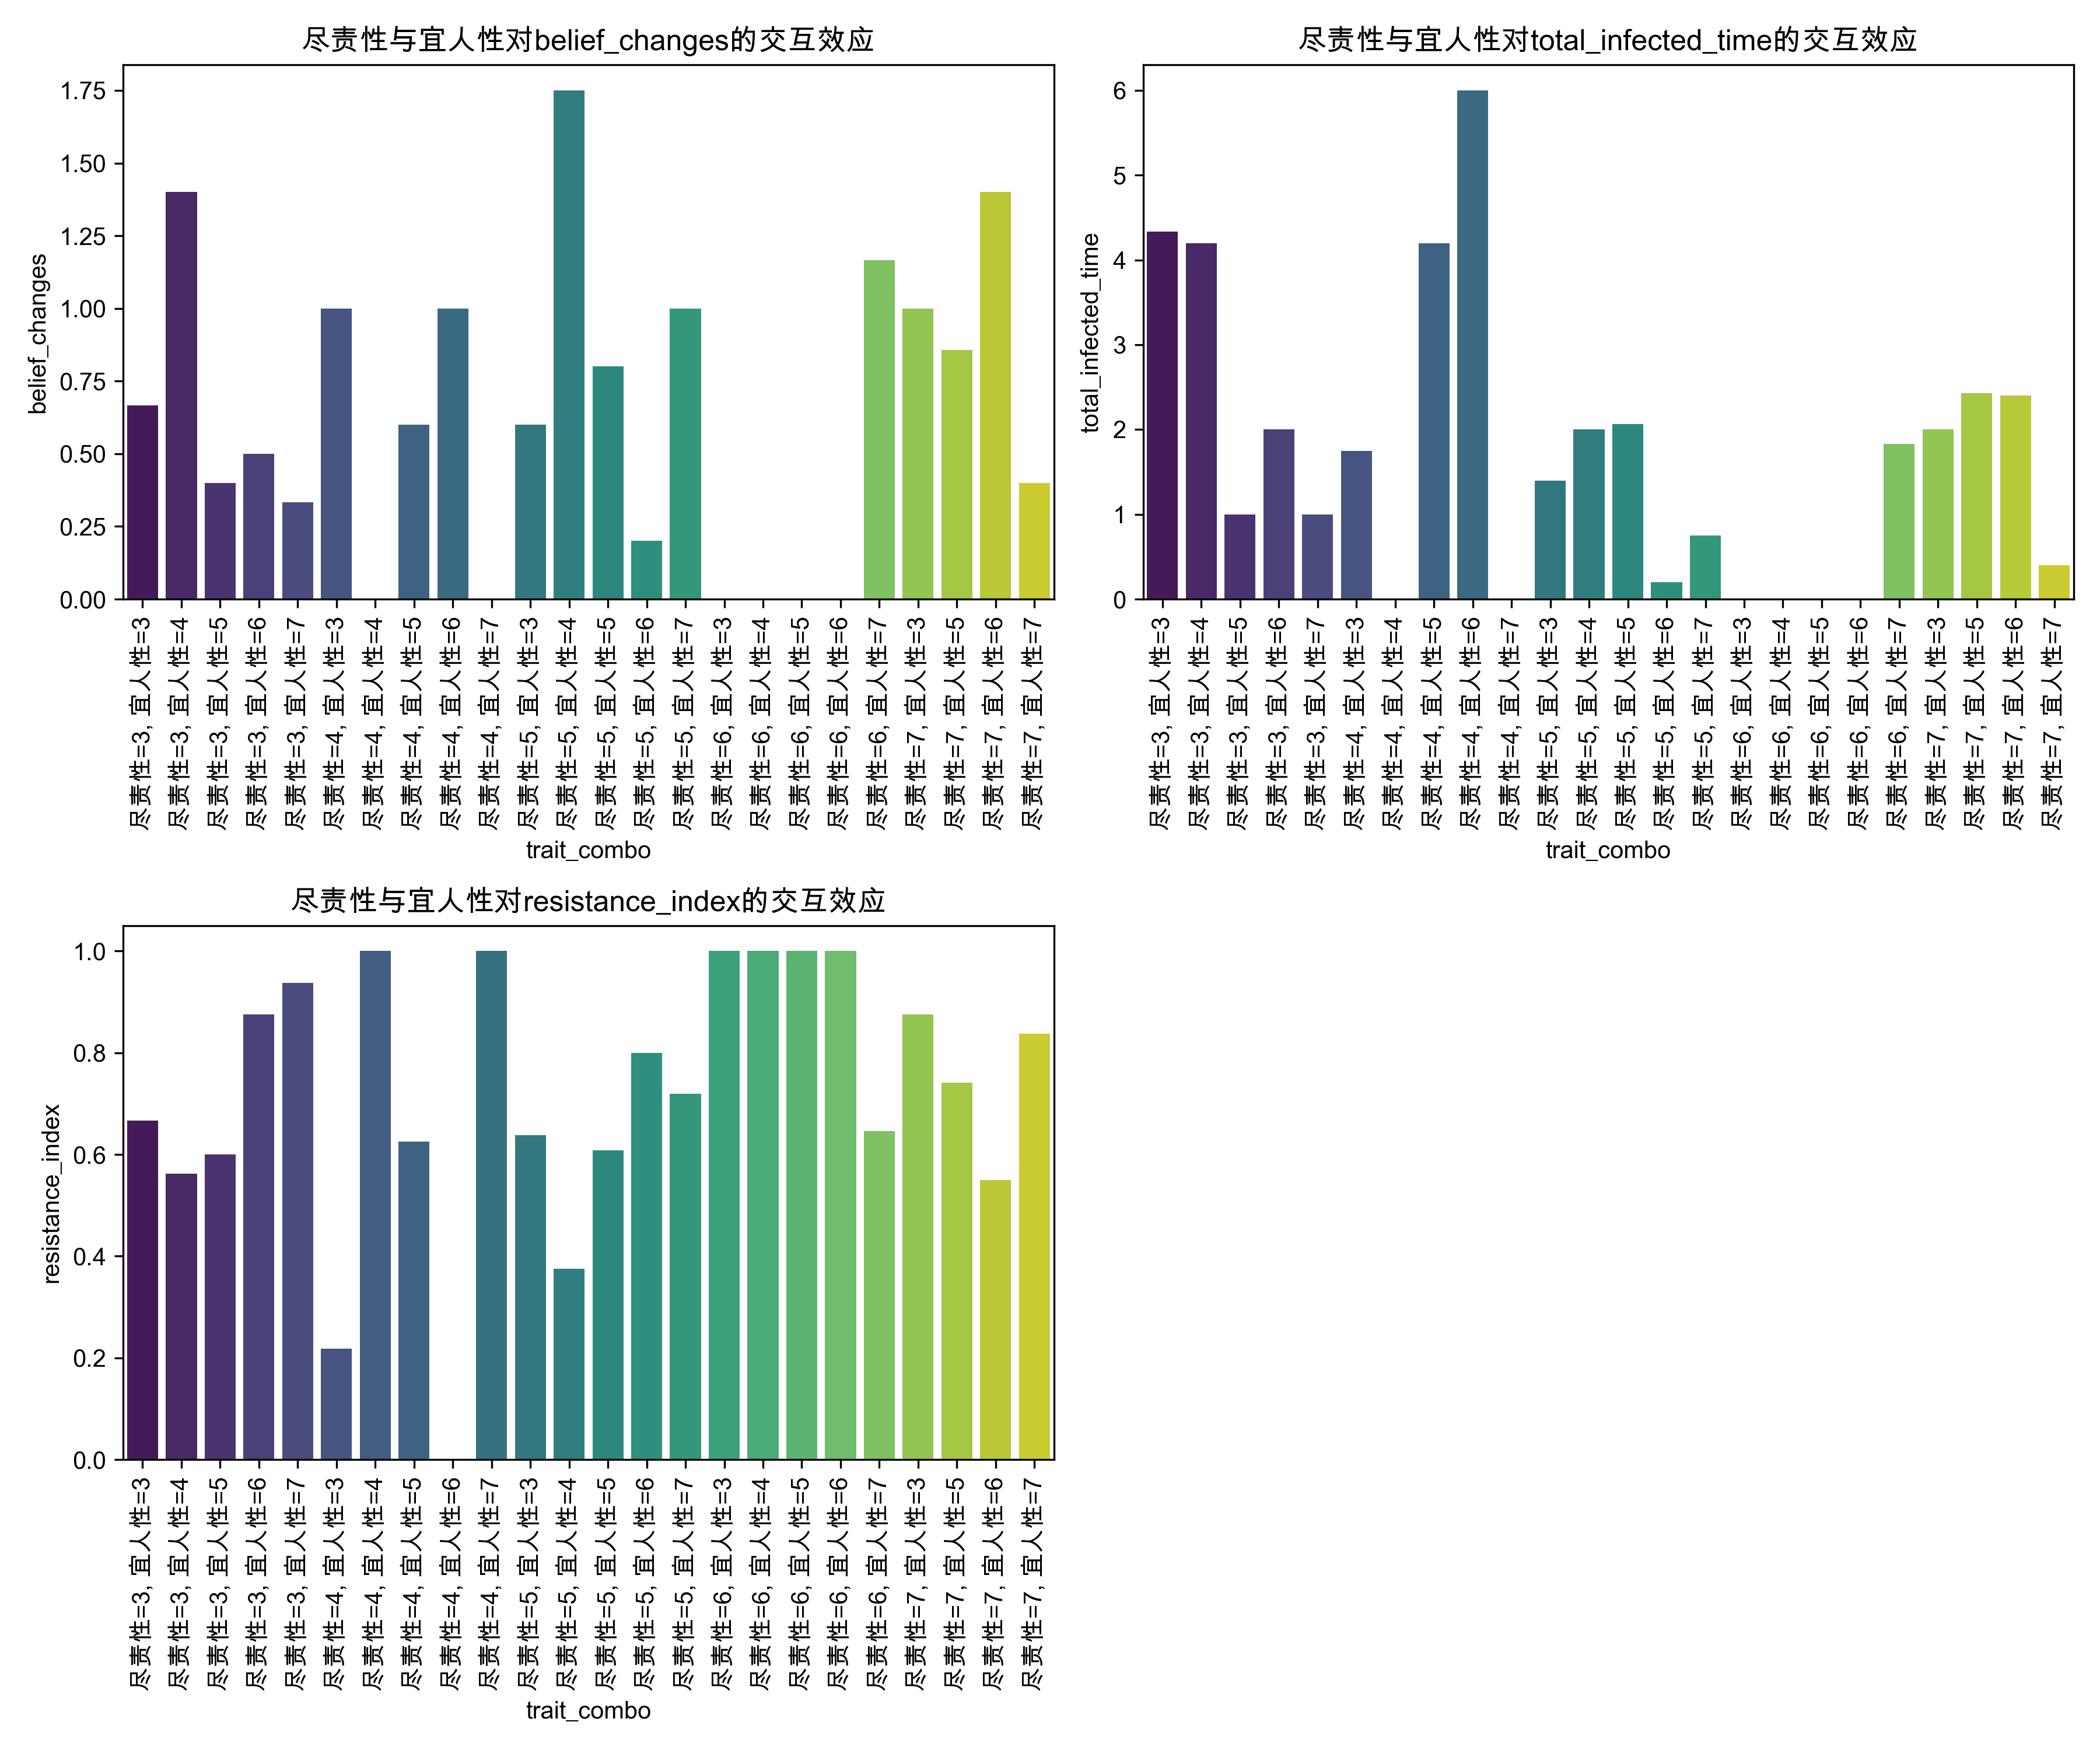 尽责性与宜人性对belief_changes的交互效应
belief_changes
1.75
1.50
1.25
1.00
0.75
0.50
0.25
0.00
尽责性=3, 宜人性=3
尽责性=3, 宜人性=4
尽责性=3, 宜人性=5
尽责性=3, 宜人性=6
尽责性=3, 宜人性=7
尽责性=4, 宜人性=3
尽责性=4, 宜人性=4
尽责性=4, 宜人性=5
尽责性=4, 宜人性=6
尽责性=4, 宜人性=7
尽责性=5, 宜人性=3
尽责性=5, 宜人性=4
尽责性=5, 宜人性=5
尽责性=5, 宜人性=6
尽责性=5, 宜人性=7
尽责性=6, 宜人性=3
尽责性=6, 宜人性=4
尽责性=6, 宜人性=5
尽责性=6, 宜人性=6
尽责性=6, 宜人性=7
尽责性=7, 宜人性=3
尽责性=7, 宜人性=5
尽责性=7, 宜人性=6
尽责性=7, 宜人性=7
trait_combo
尽责性与宜人性对total_infected_time的交互效应
total_infected_time
6
5
4
3
2
1
0
尽责性=3, 宜人性=3
尽责性=3, 宜人性=4
尽责性=3, 宜人性=5
尽责性=3, 宜人性=6
尽责性=3, 宜人性=7
尽责性=4, 宜人性=3
尽责性=4, 宜人性=4
尽责性=4, 宜人性=5
尽责性=4, 宜人性=6
尽责性=4, 宜人性=7
尽责性=5, 宜人性=3
尽责性=5, 宜人性=4
尽责性=5, 宜人性=5
尽责性=5, 宜人性=6
尽责性=5, 宜人性=7
尽责性=6, 宜人性=3
尽责性=6, 宜人性=4
尽责性=6, 宜人性=5
尽责性=6, 宜人性=6
尽责性=6, 宜人性=7
尽责性=7, 宜人性=3
尽责性=7, 宜人性=5
尽责性=7, 宜人性=6
尽责性=7, 宜人性=7
trait_combo
尽责性与宜人性对resistance_index的交互效应
resistance_index
1.0
0.8
0.6
0.4
0.2
0.0
尽责性=3, 宜人性=3
尽责性=3, 宜人性=4
尽责性=3, 宜人性=5
尽责性=3, 宜人性=6
尽责性=3, 宜人性=7
尽责性=4, 宜人性=3
尽责性=4, 宜人性=4
尽责性=4, 宜人性=5
尽责性=4, 宜人性=6
尽责性=4, 宜人性=7
尽责性=5, 宜人性=3
尽责性=5, 宜人性=4
尽责性=5, 宜人性=5
尽责性=5, 宜人性=6
尽责性=5, 宜人性=7
尽责性=6, 宜人性=3
尽责性=6, 宜人性=4
尽责性=6, 宜人性=5
尽责性=6, 宜人性=6
尽责性=6, 宜人性=7
尽责性=7, 宜人性=3
尽责性=7, 宜人性=5
尽责性=7, 宜人性=6
尽责性=7, 宜人性=7
trait_combo